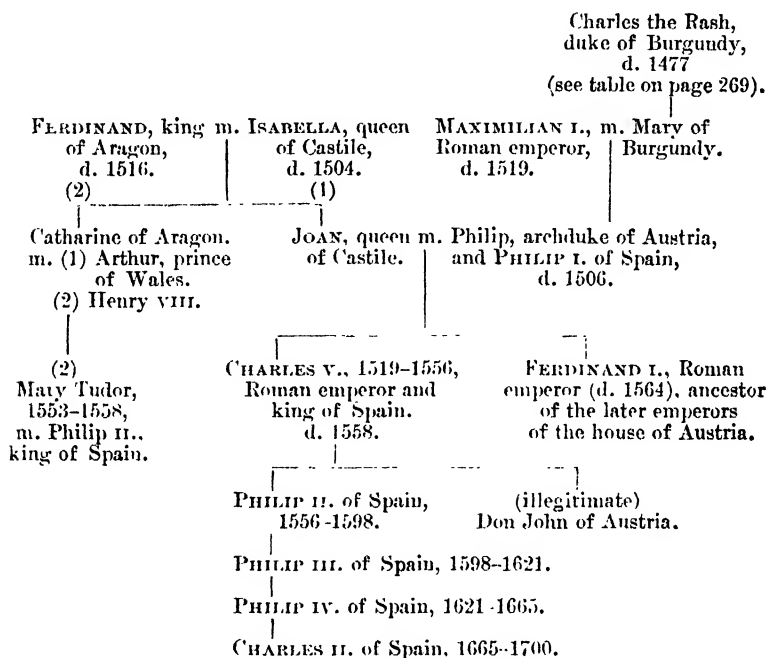 Charles the Rash,
duke of Burgundy,
d. 1477
(see table on page 269).
FERDINAND, king m. ISABELLA, queen
of Aragon, of Castile,
d. 1516. d. 1504.
(2) (1)
MAXIMILIAN I., m. Mary of
Roman emperor, Burgundy.
d. 1519.
Catharine of Aragon.
m. (1) Arthur, prince
of Wales.
(2) Henry VIII.
JOAN, queen m. Philip, archduke of Austria,
of Castile. and PHILIP I. of Spain,
d. 1506.
(2)
Mary Tudor,
1553-1558,
m. Philip II.,
king of Spain.
CHARLES V., 1519-1556,
Roman emperor and
king of Spain.
d. 1558.
FERDINAND I., Roman
emperor (d. 1564), ancestor
of the later emperors
of the house of Austria.
PHILIP II. of Spain,
1556-1598.
(illegitimate)
Don John of Austria.
PHILIP III. of Spain, 1598-1621.
PHILIP IV. of Spain, 1621-1665.
CHARLES II. of Spain, 1665-1700.